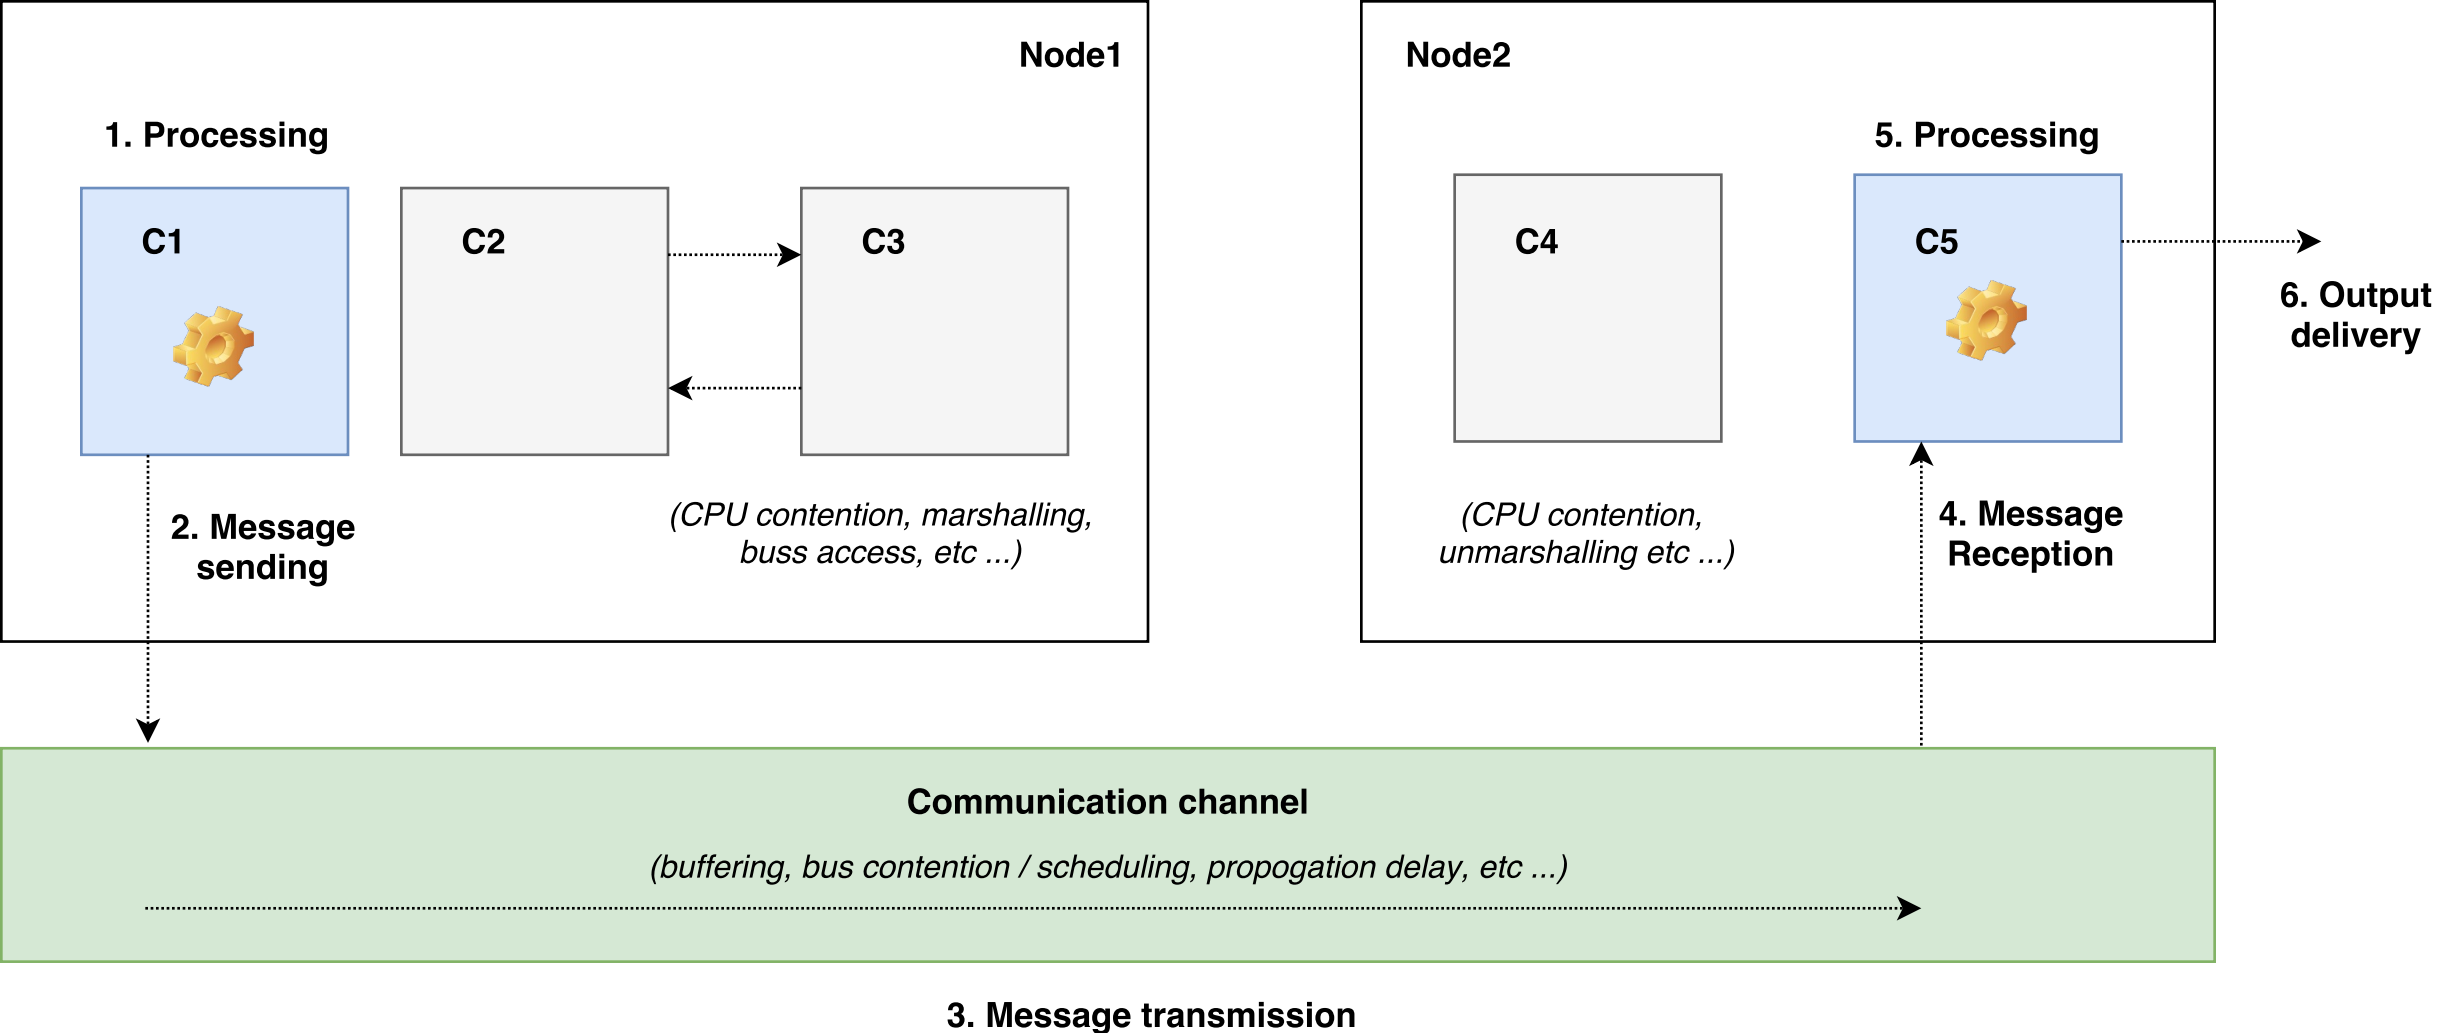 Node1
1. Processing
C1
C2
C3
2. Message
sending
(CPU contention, marshalling,
buss access, etc ...)
Node2
5. Processing
C4
C5
6. Output
delivery
(CPU contention,
unmarshalling etc ...)
4. Message
Reception
Communication channel
(buffering, bus contention / scheduling, propogation delay, etc ...)
3. Message transmission